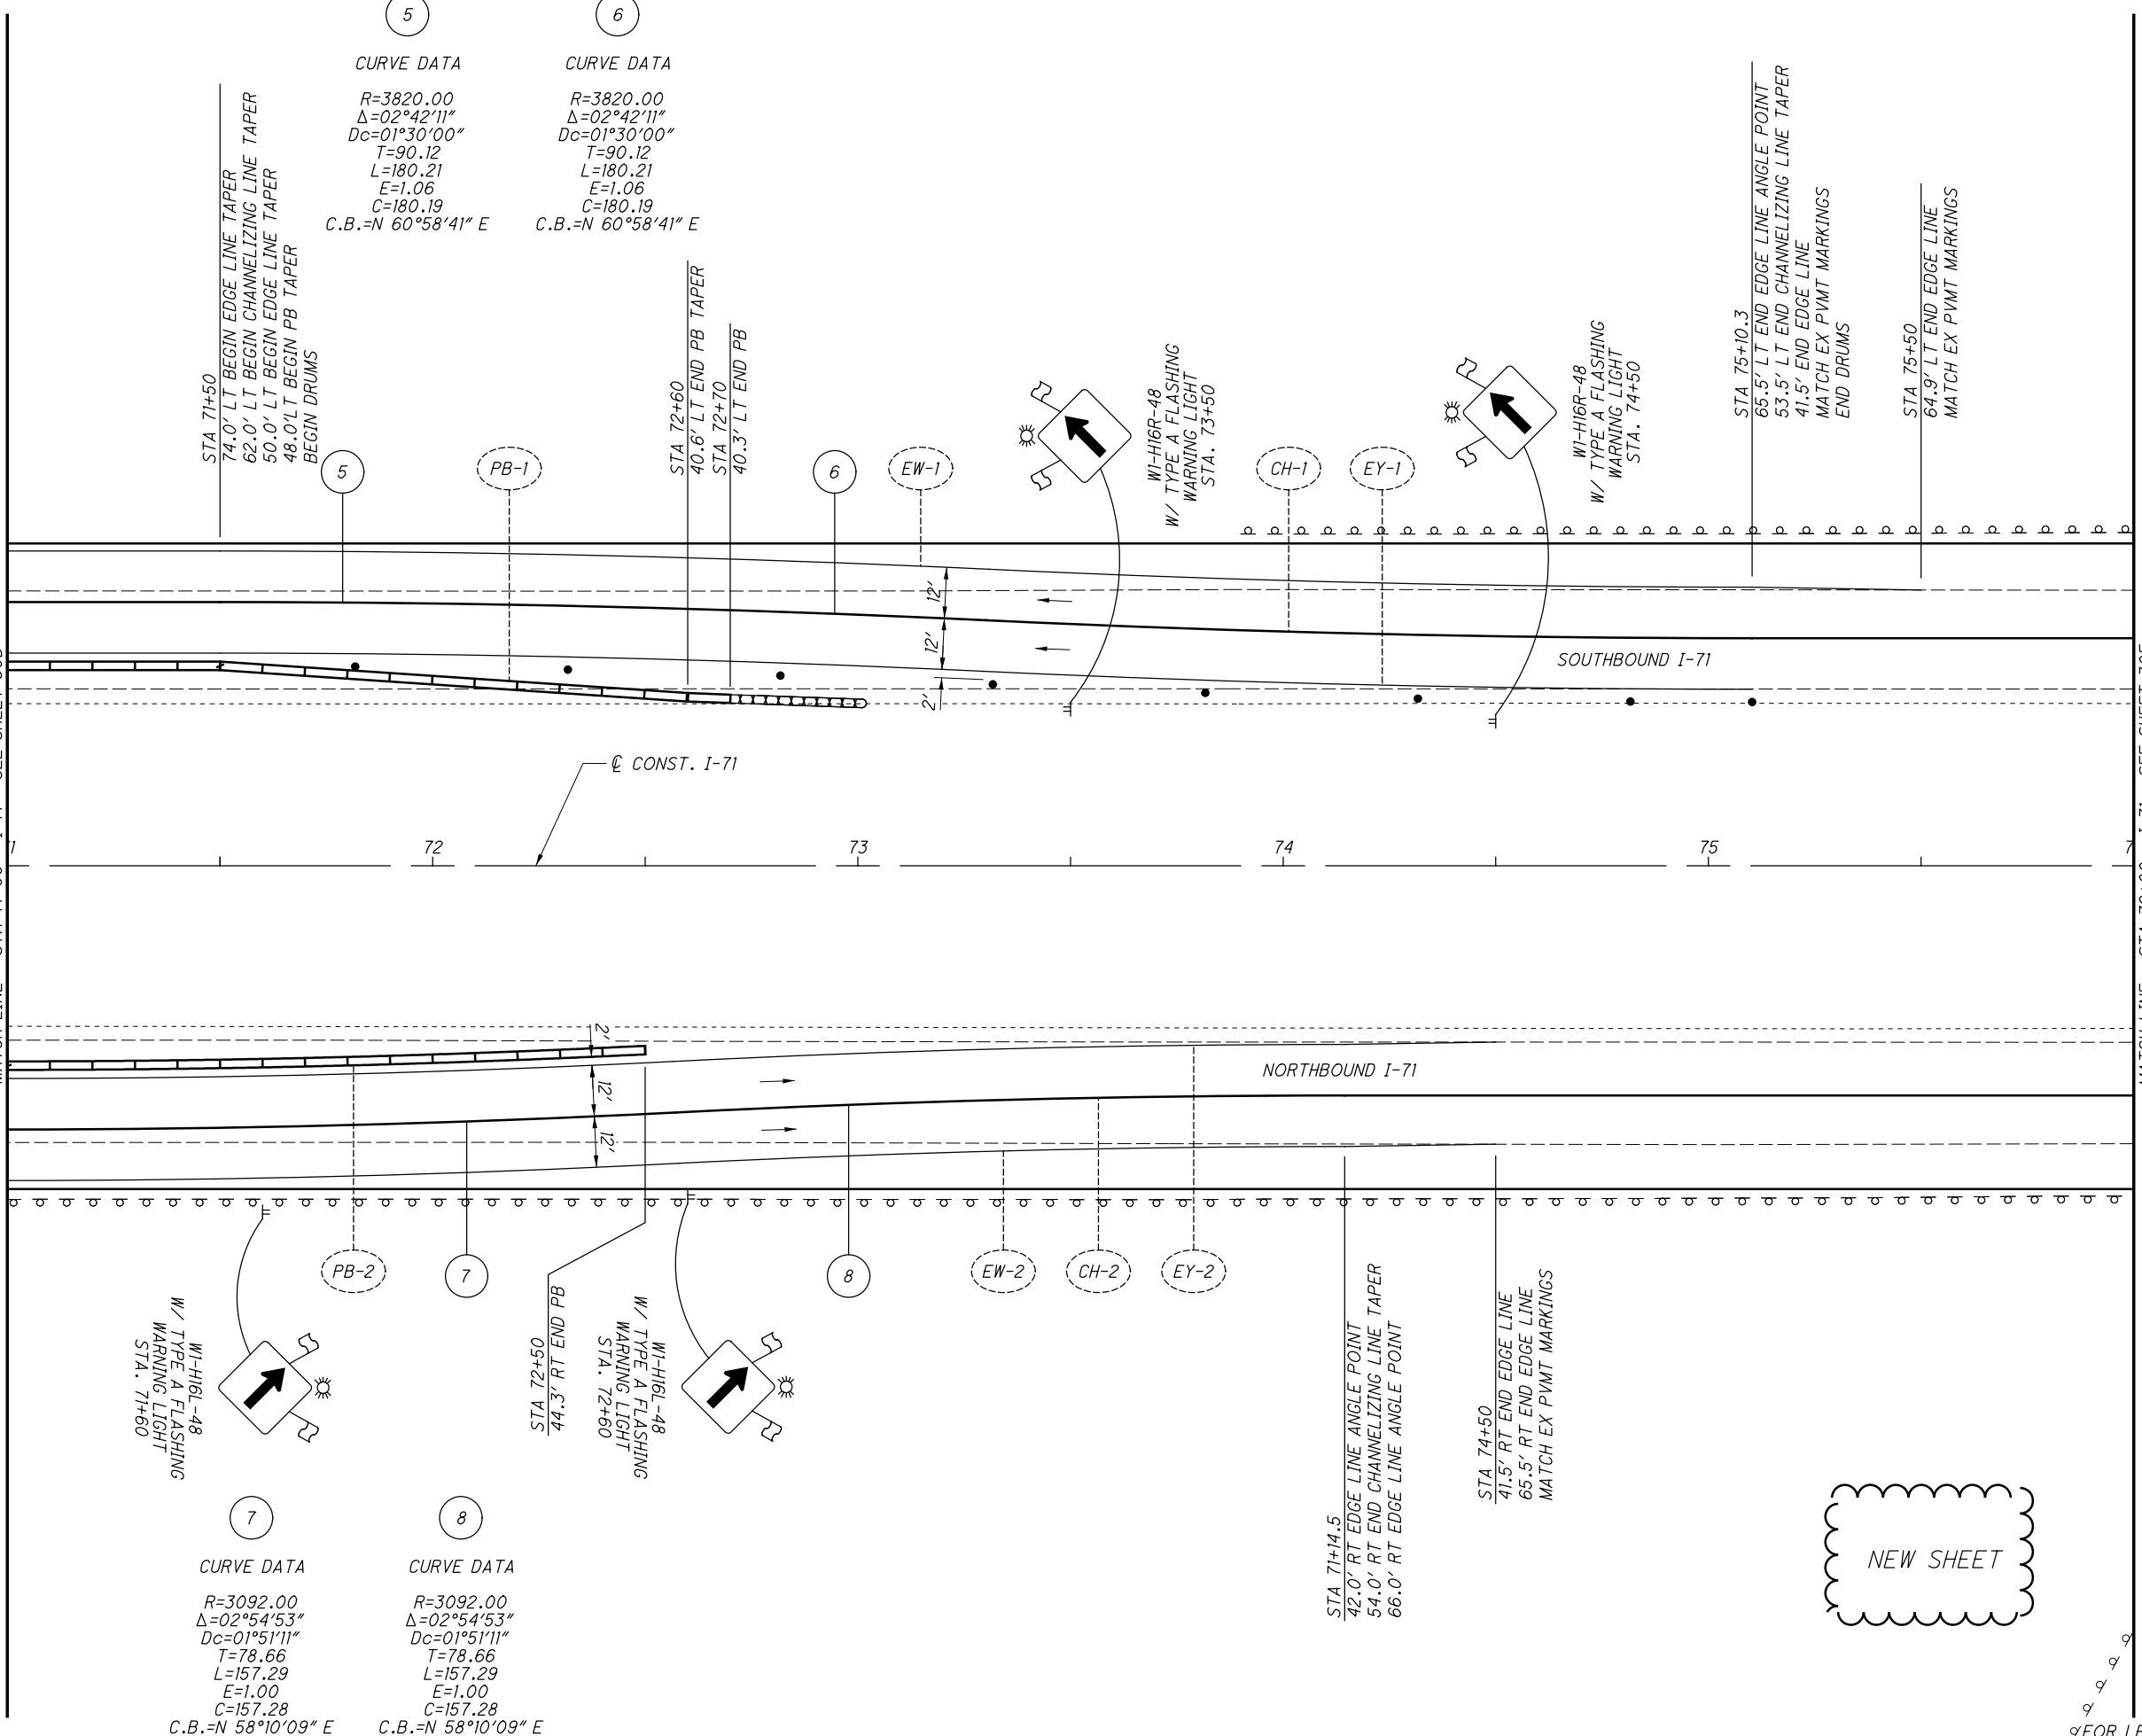 5
CURVE DATA
R=3820.00
Δ=02°42'11"
Dc=01°30'00"
T=90.12
L=180.21
E=1.06
C=180.19
C.B.=N 60°58'41" E
6
CURVE DATA
R=3820.00
Δ=02°42'11"
Dc=01°30'00"
T=90.12
L=180.21
E=1.06
C=180.19
C.B.=N 60°58'41" E
STA 71+50
74.0' LT BEGIN EDGE LINE TAPER
62.0' LT BEGIN CHANNELIZING LINE TAPER
50.0' LT BEGIN EDGE LINE TAPER
48.0'LT BEGIN PB TAPER
BEGIN DRUMS
5
PB-1
STA 72+60
40.6' LT END PB TAPER
STA 72+70
40.3' LT END PB
6
EW-1
W1-H16R-48
W/ TYPE A FLASHING
WARNING LIGHT
STA. 73+50
CH-1
EY-1
W1-H16R-48
W/ TYPE A FLASHING
WARNING LIGHT
STA. 74+50
STA 75+10.3
65.5' LT END EDGE LINE ANGLE POINT
53.5' LT END CHANNELIZING LINE TAPER
41.5' END EDGE LINE
MATCH EX PVMT MARKINGS
END DRUMS
STA 75+50
64.9' LT END EDGE LINE
MATCH EX PVMT MARKINGS
12'
12'
2'
SOUTHBOUND I-71
℄ CONST. I-71
72
73
74
75
2'
12'
12'
NORTHBOUND I-71
PB-2
7
8
EW-2
CH-2
EY-2
W1-H16L-48
W/ TYPE A FLASHING
WARNING LIGHT
STA. 71+60
STA 72+50
44.3' RT END PB
W1-H16L-48
W/ TYPE A FLASHING
WARNING LIGHT
STA. 72+60
STA 71+14.5
42.0' RT EDGE LINE ANGLE POINT
54.0' RT END CHANNELIZING LINE TAPER
66.0' RT EDGE LINE ANGLE POINT
STA 74+50
41.5' RT END EDGE LINE
65.5' RT END EDGE LINE
MATCH EX PVMT MARKINGS
7
CURVE DATA
R=3092.00
Δ=02°54'53"
Dc=01°51'11"
T=78.66
L=157.29
E=1.00
C=157.28
C.B.=N 58°10'09" E
8
CURVE DATA
R=3092.00
Δ=02°54'53"
Dc=01°51'11"
T=78.66
L=157.29
E=1.00
C=157.28
C.B.=N 58°10'09" E
NEW SHEET
FOR